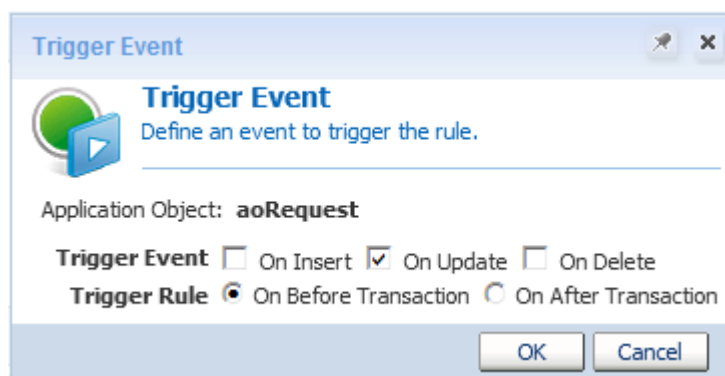 Trigger Event
Trigger Event
Define an event to trigger the rule.
Application Object: aoRequest
Trigger Event On Insert On Update On Delete
Trigger Rule On Before Transaction On After Transaction
OK Cancel